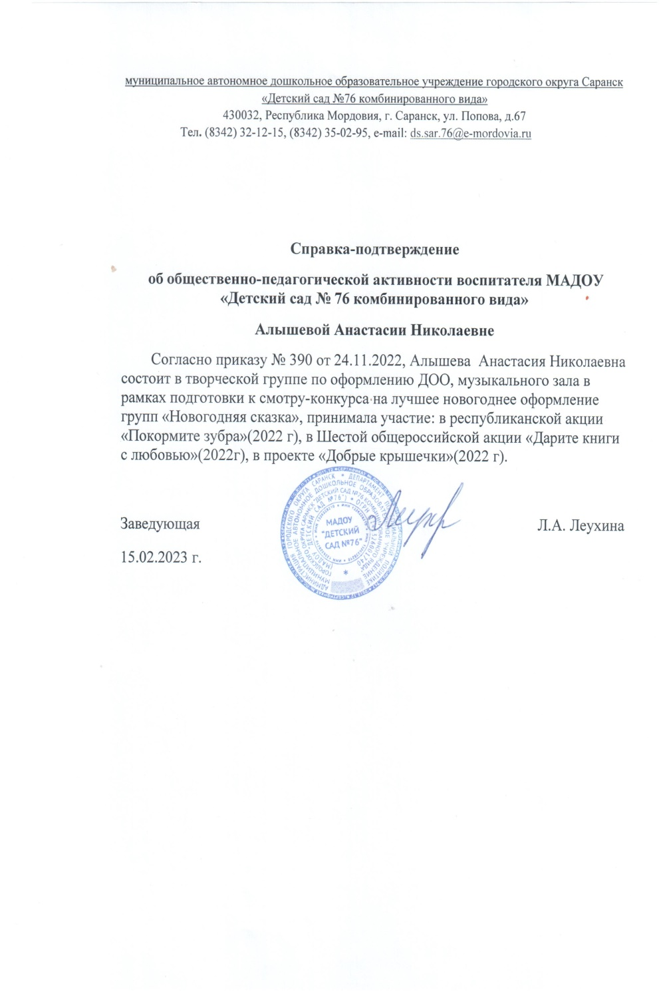 муниципальное автономное дошкольное образовательное учреждение городского округа Саранск
«Детский сад №76 комбинированного вида»
430032, Республика Мордовия, г. Саранск, ул. Попова, д.67
Тел. (8342) 32-12-15, (8342) 35-02-95, e-mail: ds.sar.76@e-mordovia.ru
Справка-подтверждение
об общественно-педагогической активности воспитателя МАДОУ
«Детский сад № 76 комбинированного вида»
Алышевой Анастасии Николаевне
Согласно приказу № 390 от 24.11.2022, Алышева Анастасия Николаевна
состоит в творческой группе по оформлению ДОО, музыкального зала в
рамках подготовки к смотру-конкурса на лучшее новогоднее оформление
групп «Новогодняя сказка», принимала участие: в республиканской акции
«Покормите зубра»(2022 г), в Шестой общероссийской акции «Дарите книги
с любовью»(2022г), в проекте «Добрые крышечки»(2022 г).
Заведующая
Л.А. Леухина
15.02.2023 г.
МАДОУ
"ДЕТСКИЙ
САД №76"